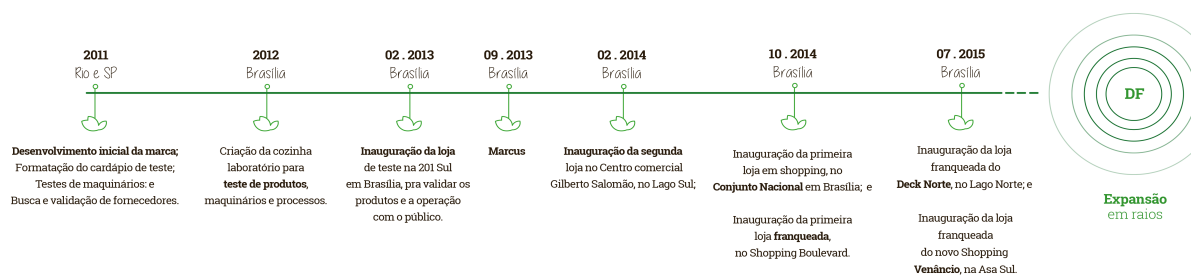 2011
Rio e SP
Desenvolvimento inicial da marca;
Formatação do cardápio de teste;
Testes de maquinários: e
Busca e validação de fornecedores.
2012
Brasília
Criação da cozinha
laboratório para
teste de produtos,
maquinários e processos.
02 . 2013
Brasília
Inauguração da loja
de teste na 201 Sul
em Brasília, pra validar os
produtos e a operação
com o público.
09 . 2013
Brasília
Marcus
02 . 2014
Brasília
Inauguração da segunda
loja no Centro comercial
Gilberto Salomão, no Lago Sul;
10 . 2014
Brasília
Inauguração da primeira
loja em shopping, no
Conjunto Nacional em Brasília; e
Inauguração da primeira
loja franqueada,
no Shopping Boulevard.
07 . 2015
Brasília
Inauguração da loja
franqueada do
Deck Norte, no Lago Norte; e
Inauguração da loja
franqueada
do novo Shopping
Venâncio, na Asa Sul.
DF
Expansão
em raios